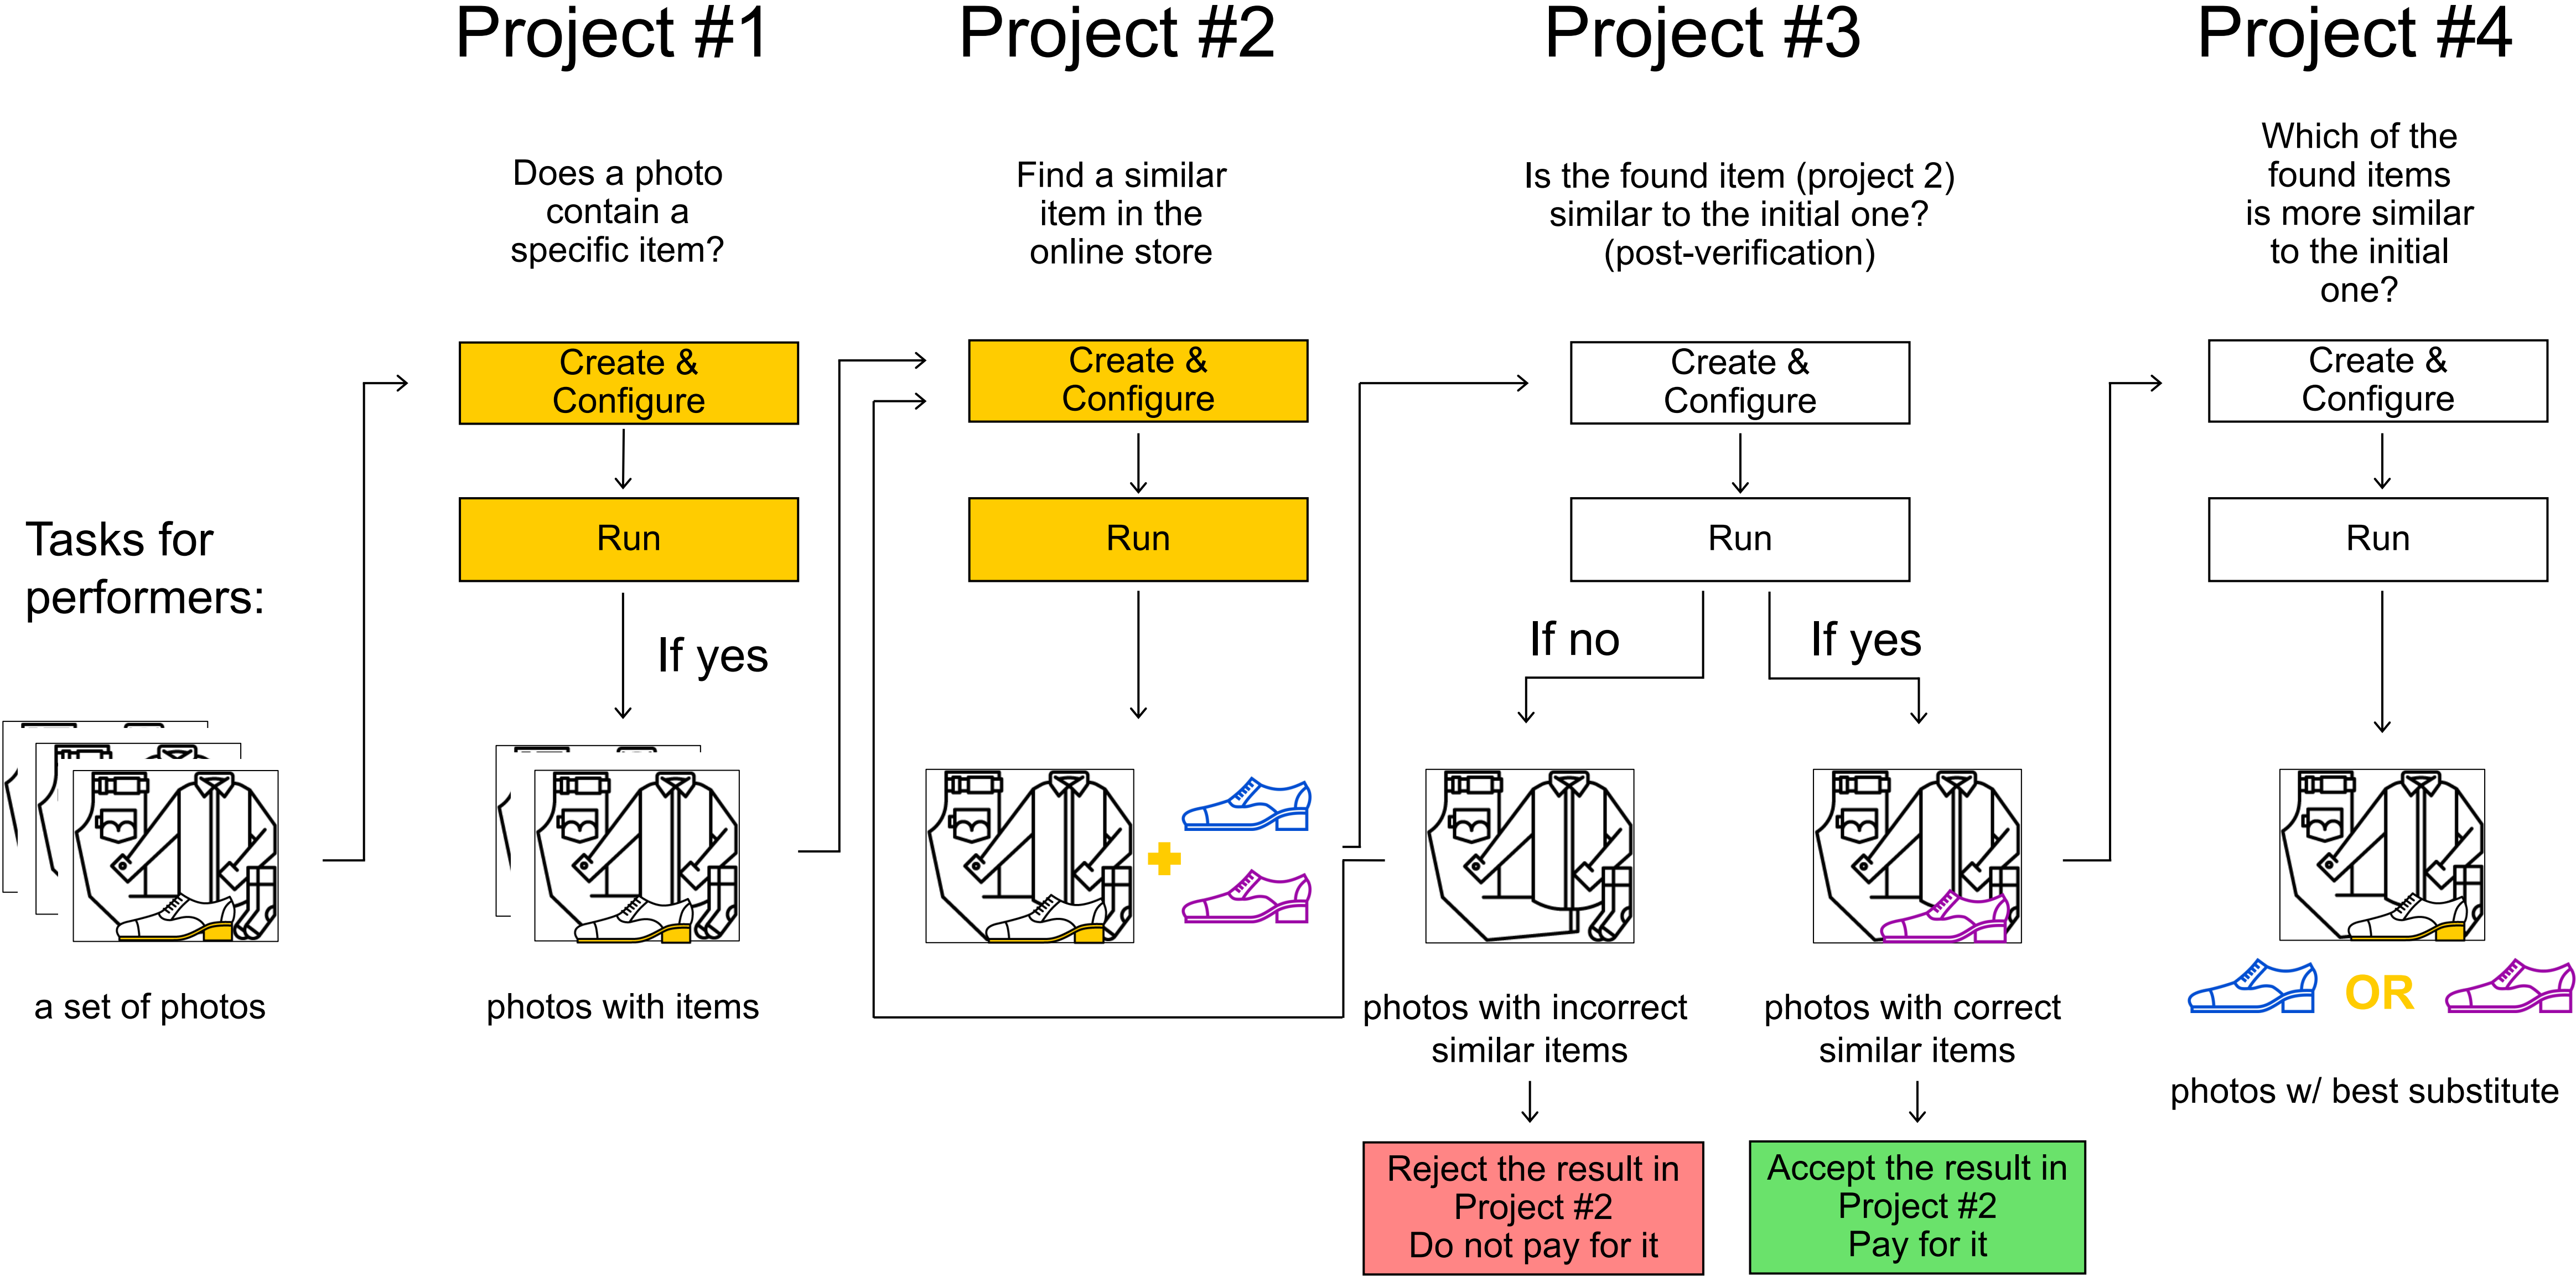 Project #1
Project #2
Project #3
Project #4
Does a photo
contain a
specific item?
Find a similar
item in the
online store
Is the found item (project 2)
similar to the initial one?
(post-verification)
Which of the
found items
is more similar
to the initial
one?
Create &
Configure
Create &
Configure
Create &
Configure
Create &
Configure
Tasks for
performers:
Run
Run
Run
Run
If yes
If no
If yes
a set of photos
photos with items
photos with incorrect
similar items
photos with correct
similar items
OR
photos w/ best substitute
Reject the result in
Project #2
Do not pay for it
Accept the result in
Project #2
Pay for it